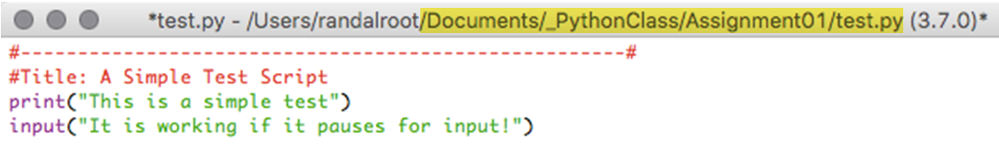 *test.py - /Users/randalroot/Documents/_PythonClass/Assignment01/test.py (3.7.0)*
#------------------------------------------------------#
#Title: A Simple Test Script
print("This is a simple test")
input("It is working if it pauses for input!")